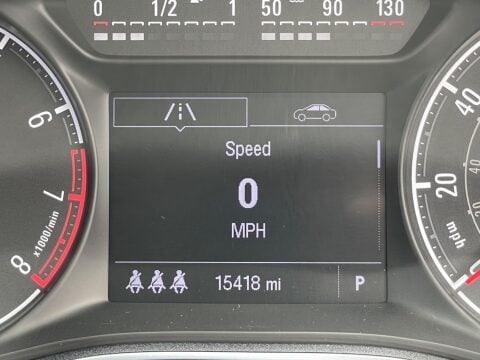 0 1/2 1 50 90 130
Speed
0
MPH
15418 mi P
6
7
8
x1000/min
40
20
mph